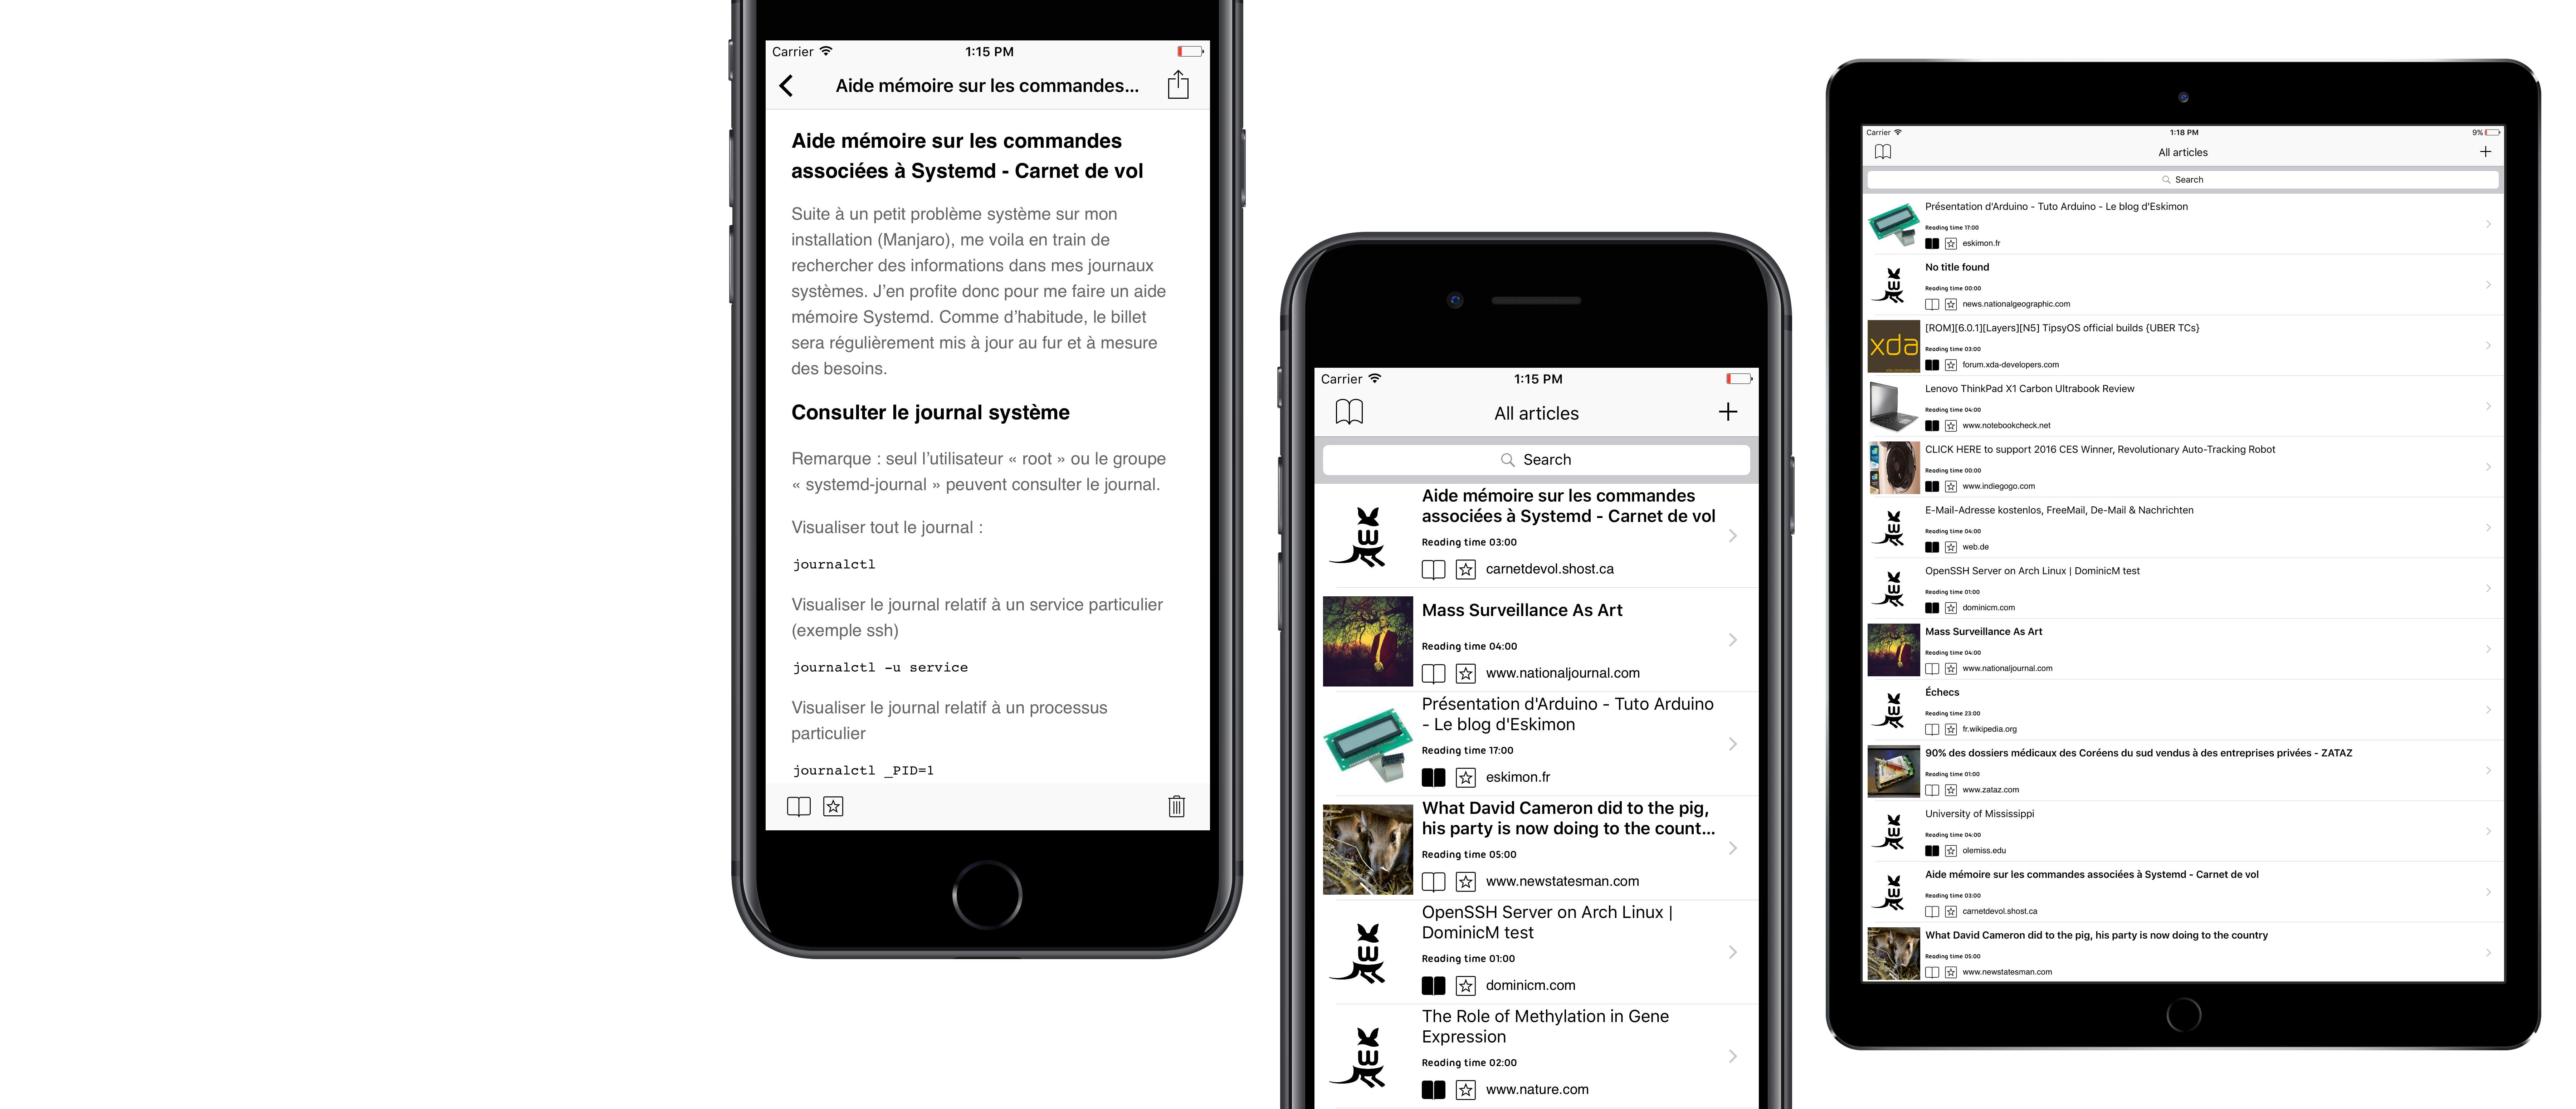 Carrier 1:15 PM
Aide mémoire sur les commandes...
Aide mémoire sur les commandes
associées à Systemd - Carnet de vol
Suite à un petit problème système sur mon
installation (Manjaro), me voila en train de
rechercher des informations dans mes journaux
systèmes. J’en profite donc pour me faire un aide
mémoire Systemd. Comme d’habitude, le billet
sera régulièrement mis à jour au fur et à mesure
des besoins.
Consulter le journal système
Remarque : seul l’utilisateur « root » ou le groupe
« systemd-journal » peuvent consulter le journal.
Visualiser tout le journal :
journalctl
Visualiser le journal relatif à un service particulier
(exemple ssh)
journalctl -u service
Visualiser le journal relatif à un processus
particulier
journalctl _PID=1
Carrier 1:15 PM
All articles
Search
Aide mémoire sur les commandes
associées à Systemd - Carnet de vol
Reading time 03:00
carnetdevol.shost.ca
Mass Surveillance As Art
Reading time 04:00
www.nationaljournal.com
Présentation d'Arduino - Tuto Arduino
- Le blog d'Eskimon
Reading time 17:00
eskimon.fr
What David Cameron did to the pig,
his party is now doing to the count...
Reading time 05:00
www.newstatesman.com
OpenSSH Server on Arch Linux |
DominicM test
Reading time 01:00
dominicm.com
The Role of Methylation in Gene
Expression
Reading time 02:00
www.nature.com
Carrier 1:18 PM 9%
All articles
Search
Présentation d'Arduino - Tuto Arduino - Le blog d'Eskimon
Reading time 17:00
eskimon.fr
No title found
Reading time 00:00
news.nationalgeographic.com
xda
[ROM][6.0.1][Layers][N5] TipsyOS official builds {UBER TCs}
Reading time 03:00
forum.xda-developers.com
Lenovo ThinkPad X1 Carbon Ultrabook Review
Reading time 04:00
www.notebookcheck.net
CLICK HERE to support 2016 CES Winner, Revolutionary Auto-Tracking Robot
Reading time 00:00
www.indiegogo.com
E-Mail-Adresse kostenlos, FreeMail, De-Mail & Nachrichten
Reading time 04:00
web.de
OpenSSH Server on Arch Linux | DominicM test
Reading time 01:00
dominicm.com
Mass Surveillance As Art
Reading time 04:00
www.nationaljournal.com
Échecs
Reading time 23:00
fr.wikipedia.org
90% des dossiers médicaux des Coréens du sud vendus à des entreprises privées - ZATAZ
Reading time 01:00
www.zataz.com
University of Mississippi
Reading time 04:00
olemiss.edu
Aide mémoire sur les commandes associées à Systemd - Carnet de vol
Reading time 03:00
carnetdevol.shost.ca
What David Cameron did to the pig, his party is now doing to the country
Reading time 05:00
www.newstatesman.com